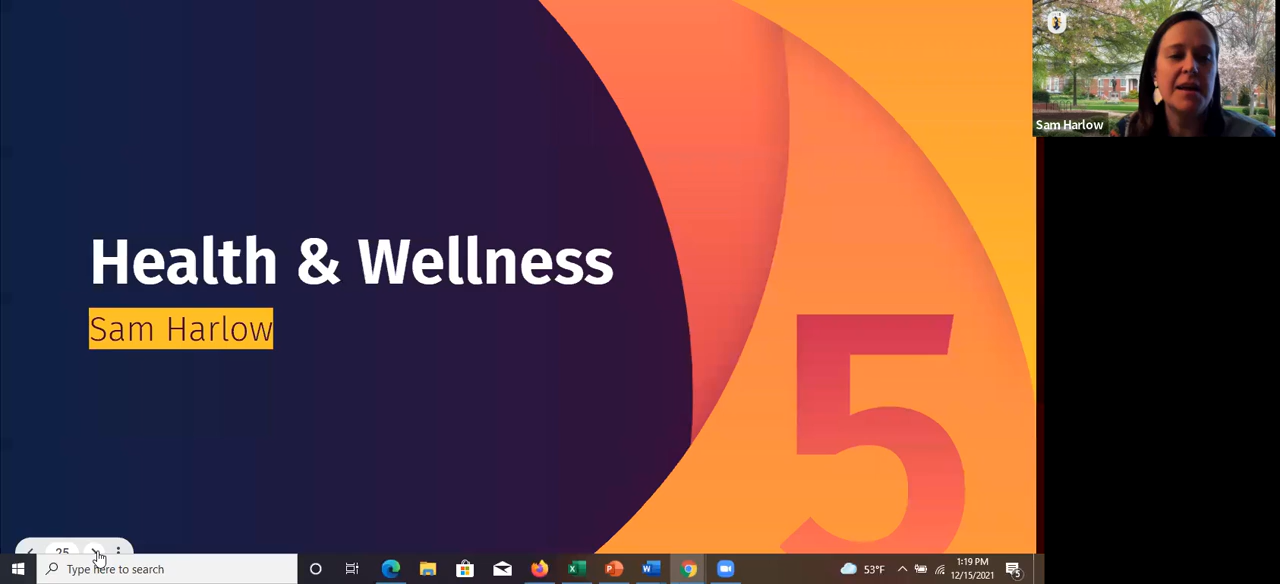 Health & Wellness
Sam Harlow
5
Sam Harlow
25
Type here to search
53°F
1:19 PM
12/15/2021
5